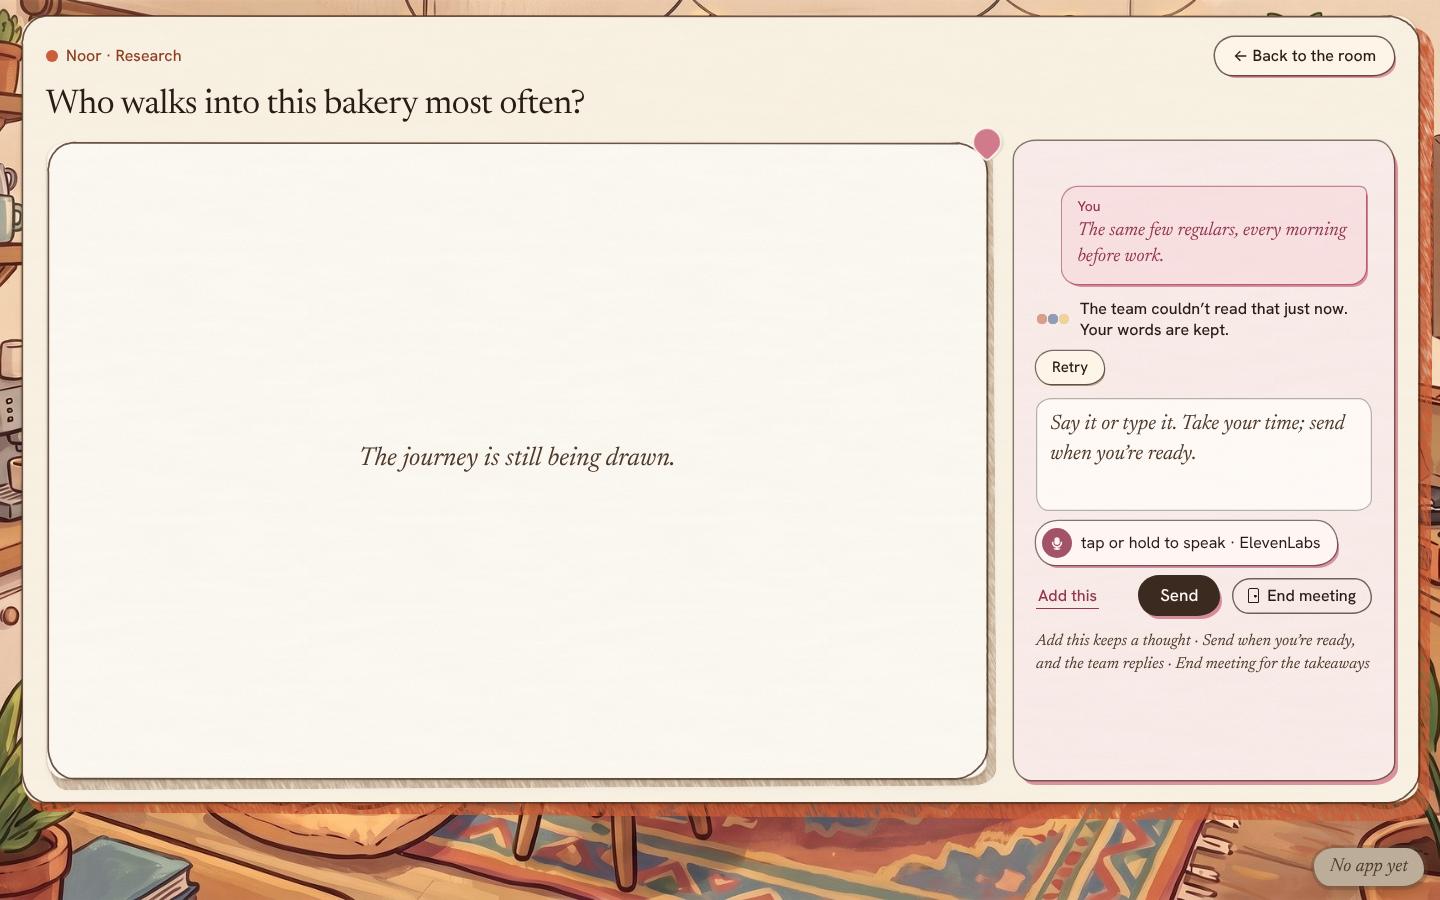 Noor · Research
← Back to the room
Who walks into this bakery most often?
You
The same few regulars, every morning
before work.
The team couldn’t read that just now.
Your words are kept.
Retry
The journey is still being drawn.
Say it or type it. Take your time; send
when you’re ready.
tap or hold to speak · ElevenLabs
Add this
Send
End meeting
Add this keeps a thought · Send when you’re ready,
and the team replies · End meeting for the takeaways
No app yet